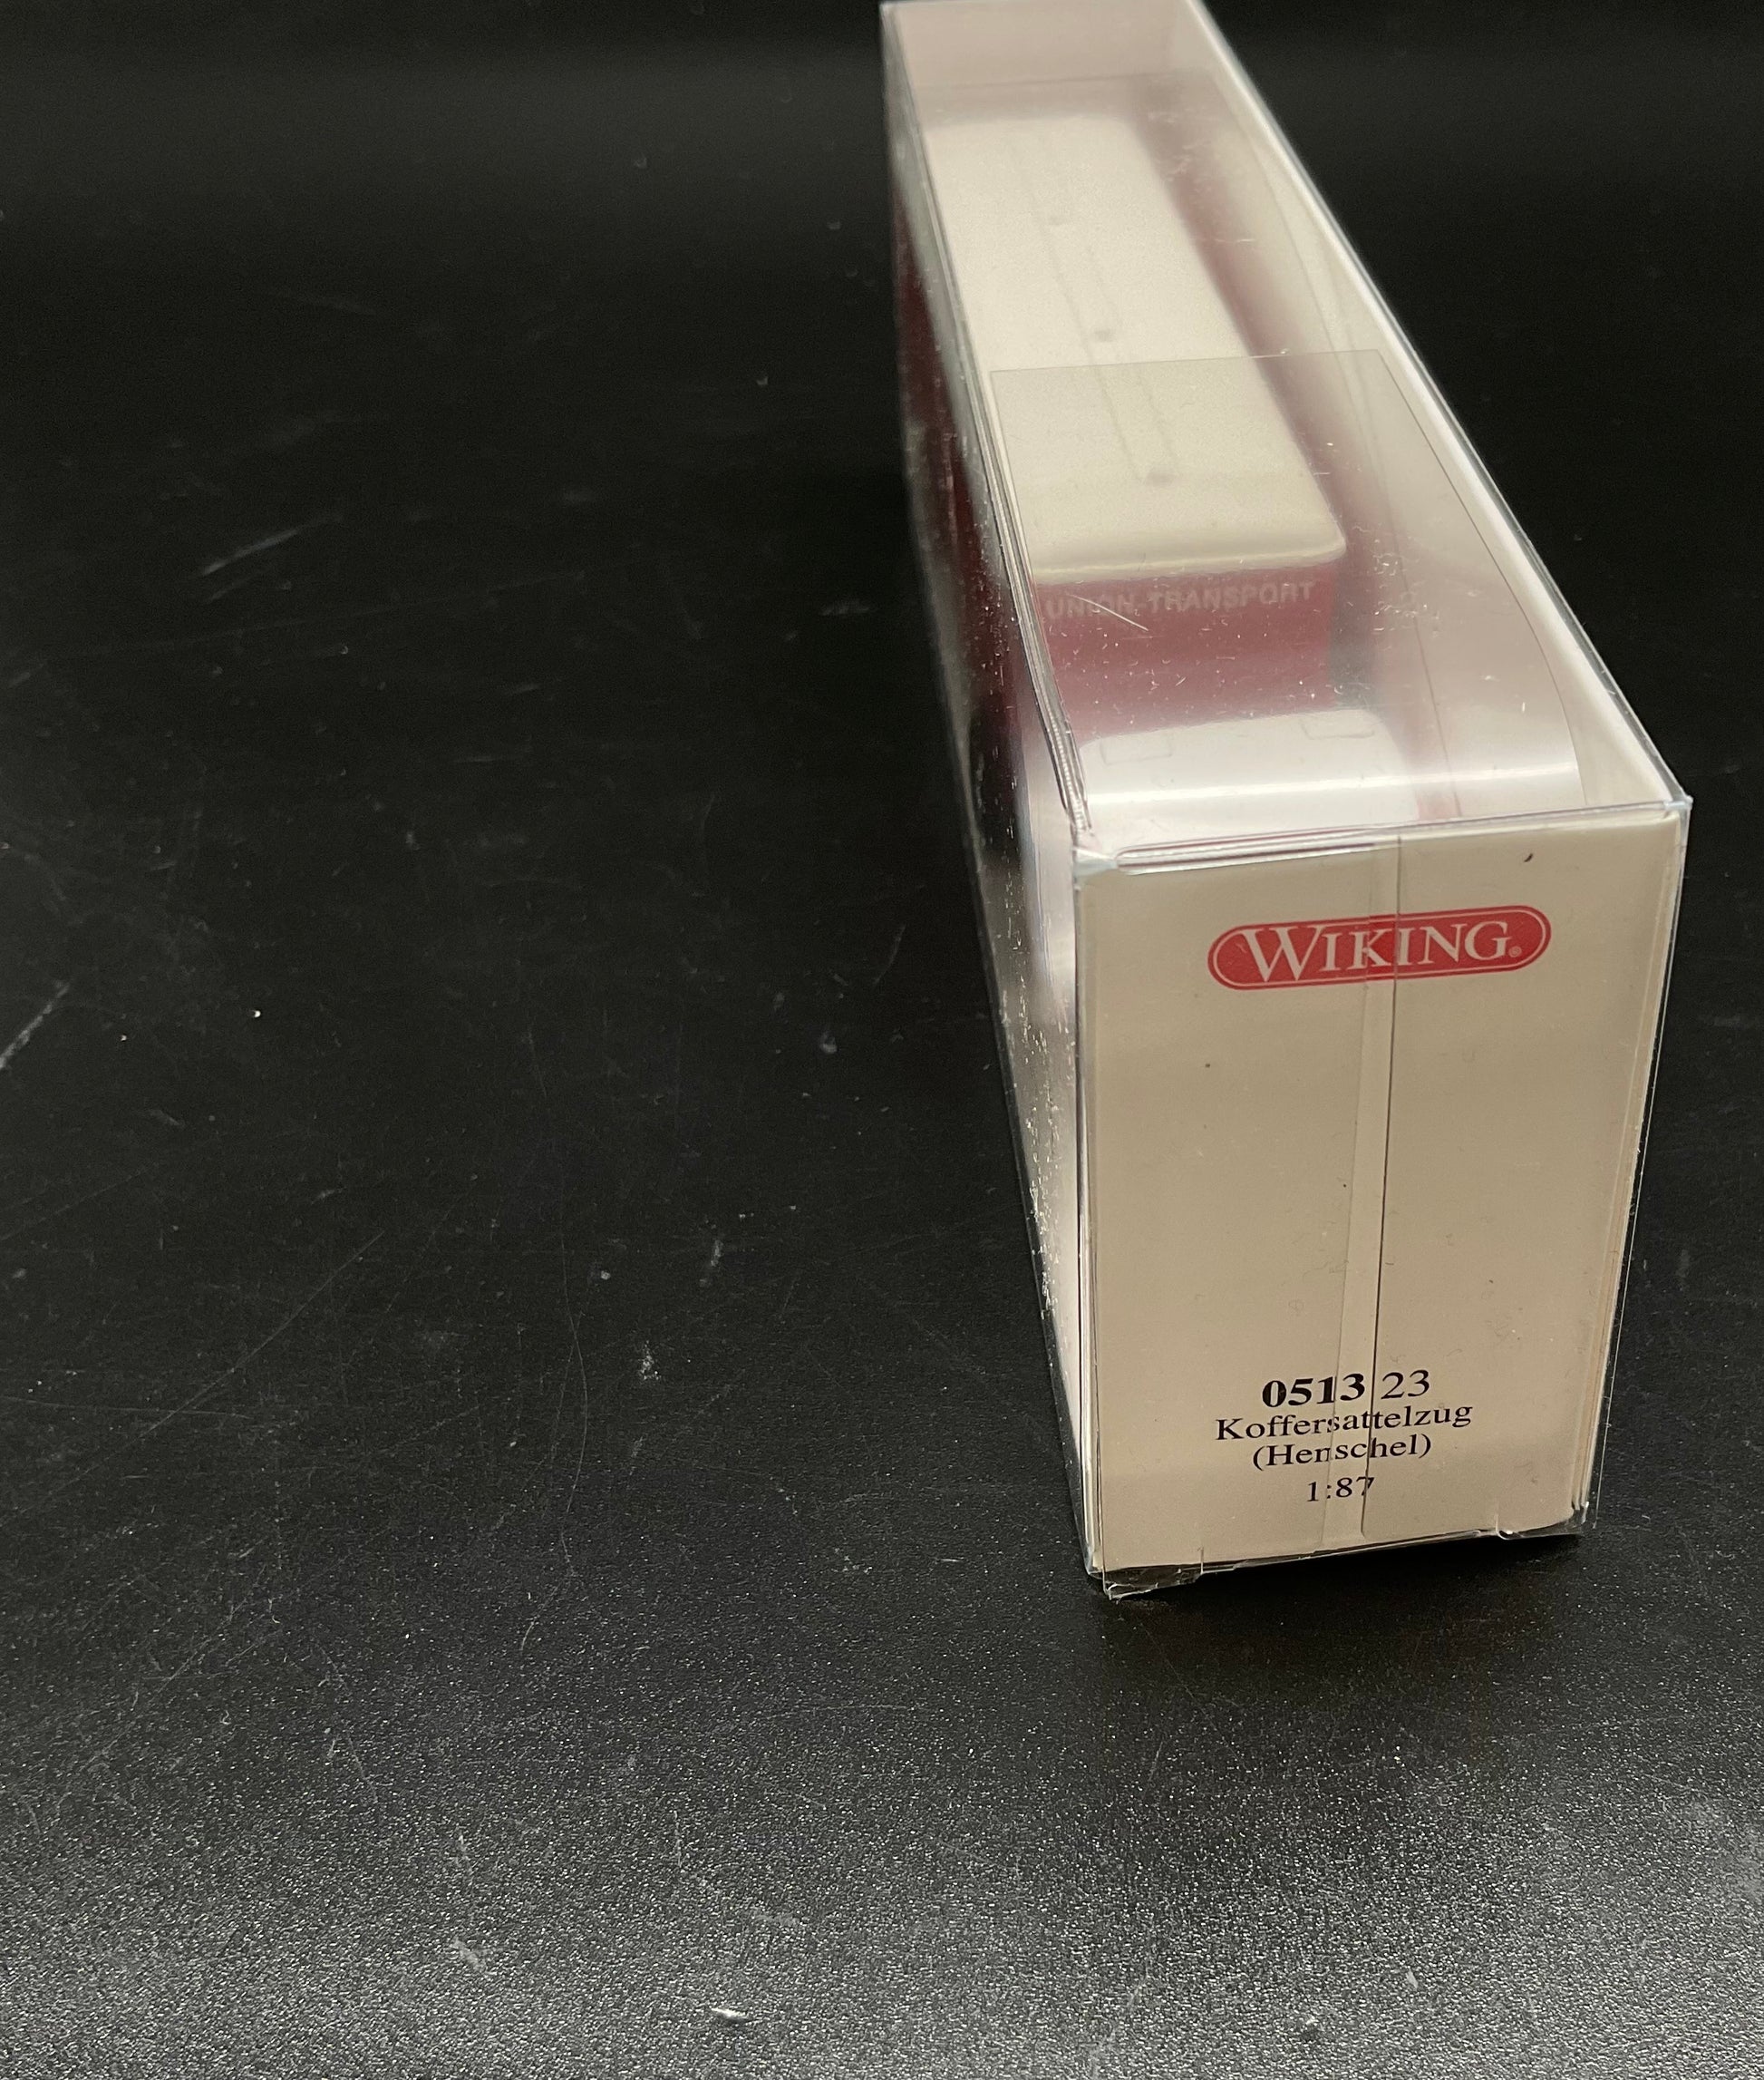 UNION TRANSPORT
WIKING®
0513 23
Koffersattelzug
(Henschel)
1:87